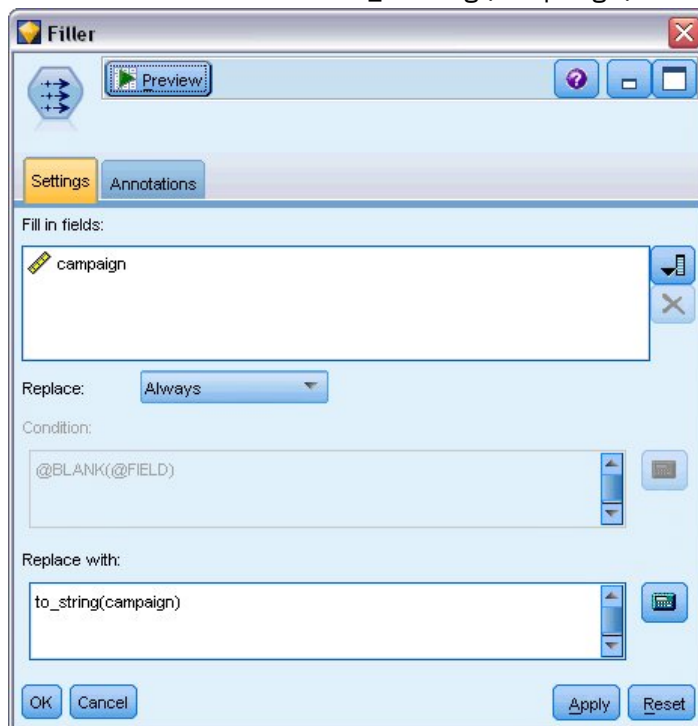 Filler
Preview
Settings Annotations
Fill in fields:
campaign
Replace: Always
Condition:
@BLANK(@FIELD)
Replace with:
to_string(campaign)
OK Cancel Apply Reset